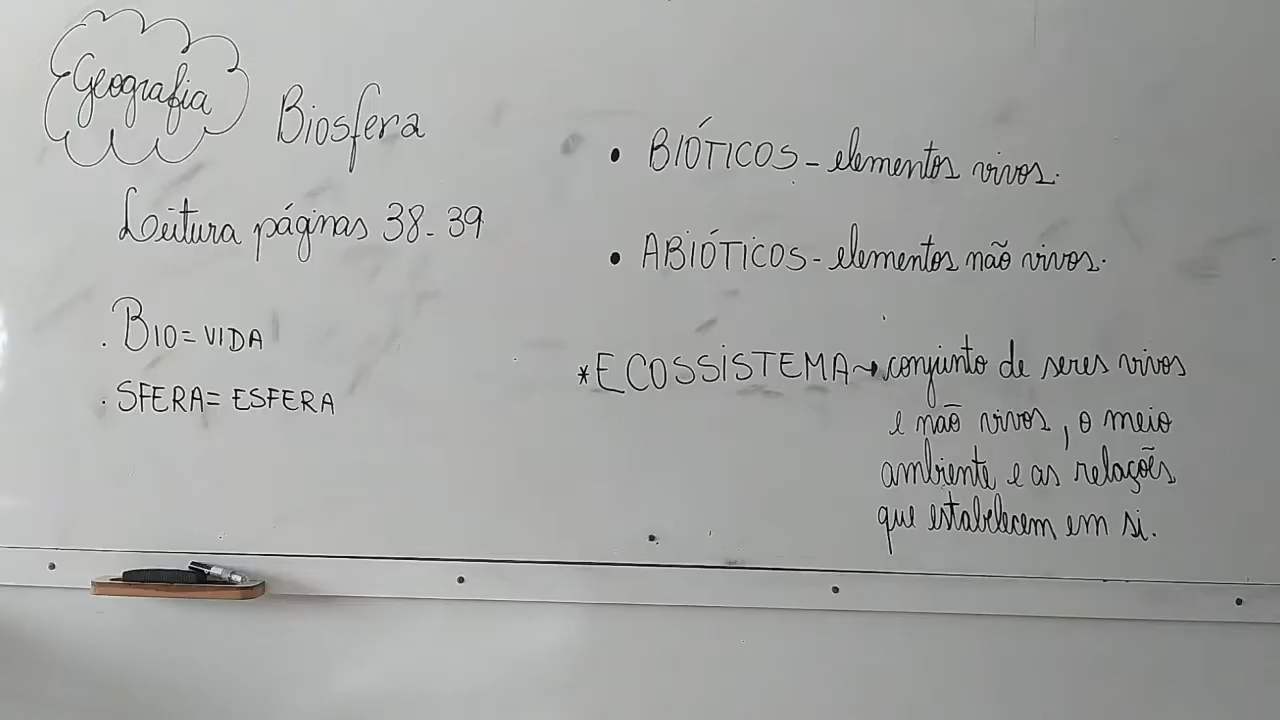 Geografia
Biosfera
Leitura páginas 38-39
. BIO = VIDA
. SFERA = ESFERA
• BIÓTICOS - elementos vivos.
• ABIÓTICOS - elementos não vivos.
* ECOSSISTEMA → conjunto de seres vivos
e não vivos, o meio
ambiente e as relações
que estabelecem em si.